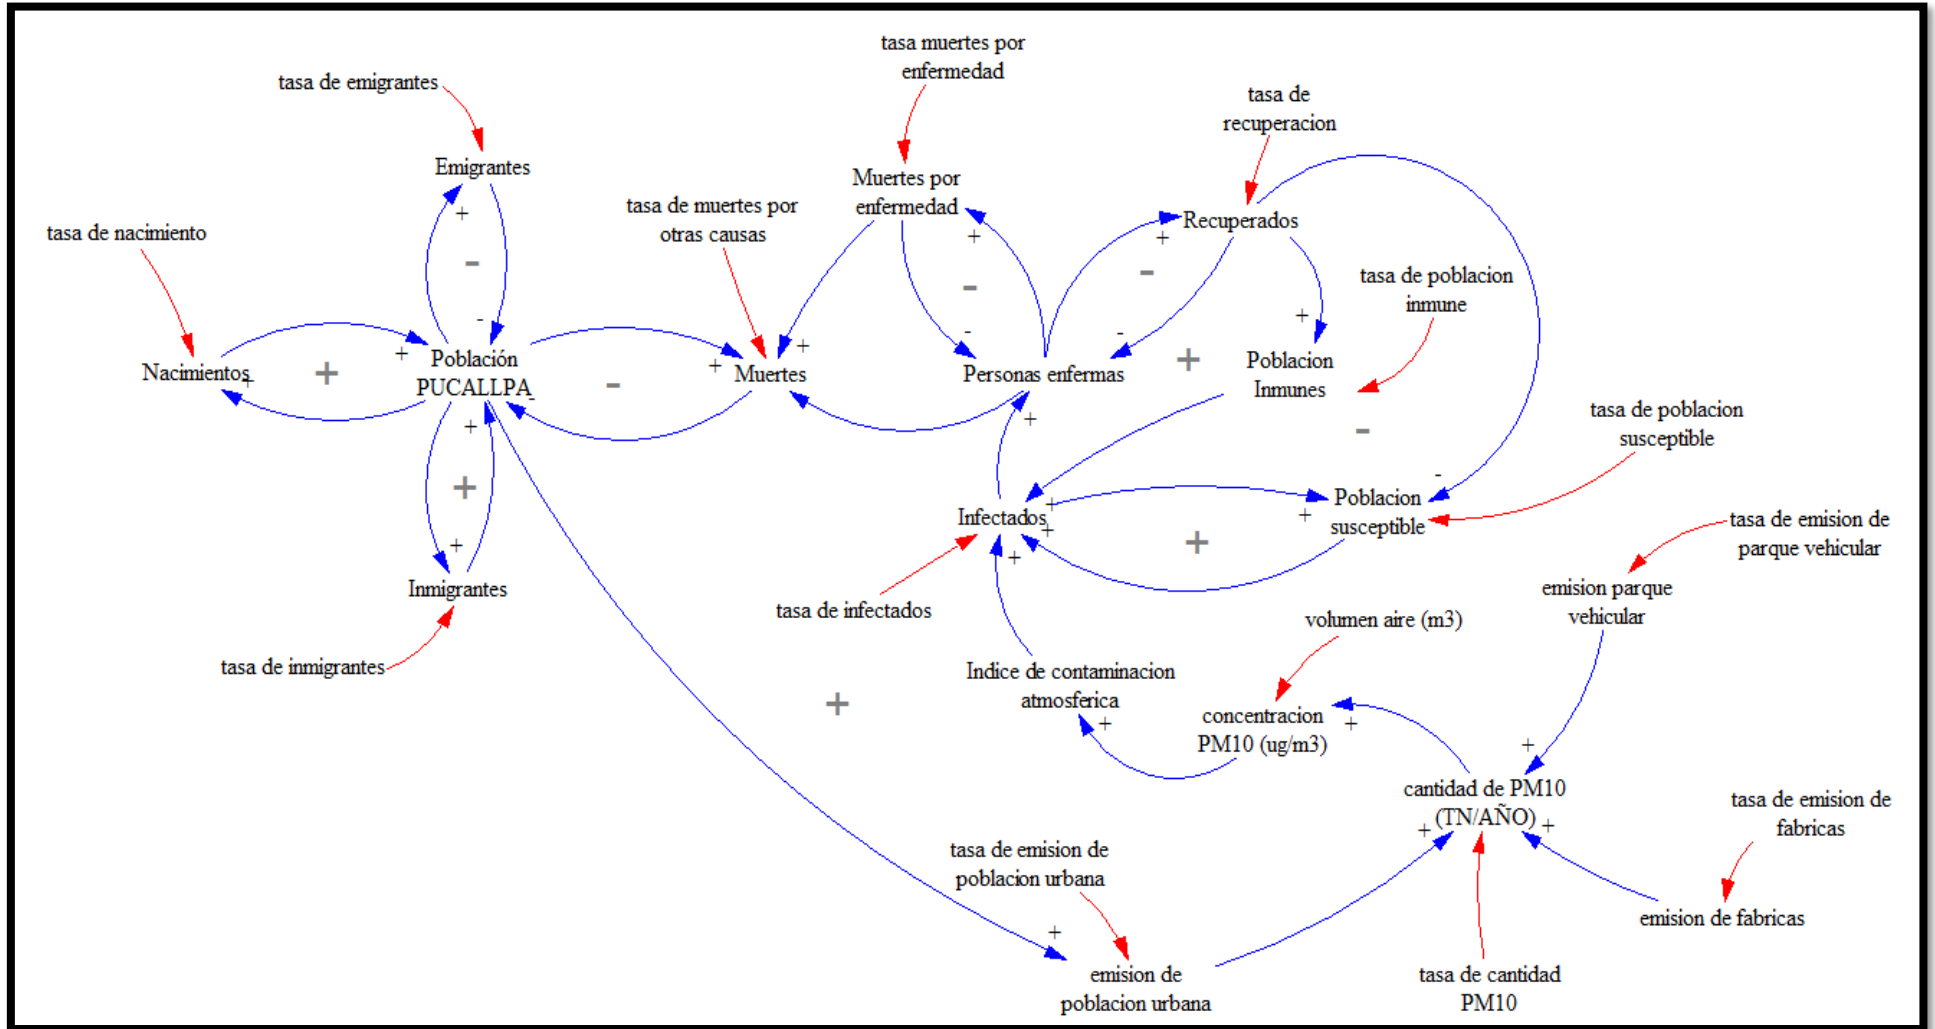 tasa muertes por
enfermedad
tasa de emigrantes
tasa de
recuperacion
Emigrantes
+
-
-
Muertes por
enfermedad
+
-
-
Recuperados
+
-
-
tasa de muertes por
otras causas
tasa de nacimiento
tasa de poblacion
inmune
Nacimientos
+
+
+
Población
PUCALLPA
-
-
+
+
Muertes
Personas enfermas
+
+
Poblacion
Inmunes
+
-
-
tasa de poblacion
susceptible
+
+
+
Infectados
+
+
+
+
+
Poblacion
susceptible
tasa de emision de
parque vehicular
Inmigrantes
tasa de infectados
emision parque
vehicular
volumen aire (m3)
tasa de inmigrantes
Indice de contaminacion
atmosferica
+
+
concentracion
PM10 (ug/m3)
+
+
cantidad de PM10
(TN/AÑO)
+
+
tasa de emision de
fabricas
tasa de emision de
poblacion urbana
+
emision de fabricas
emision de
poblacion urbana
tasa de cantidad
PM10